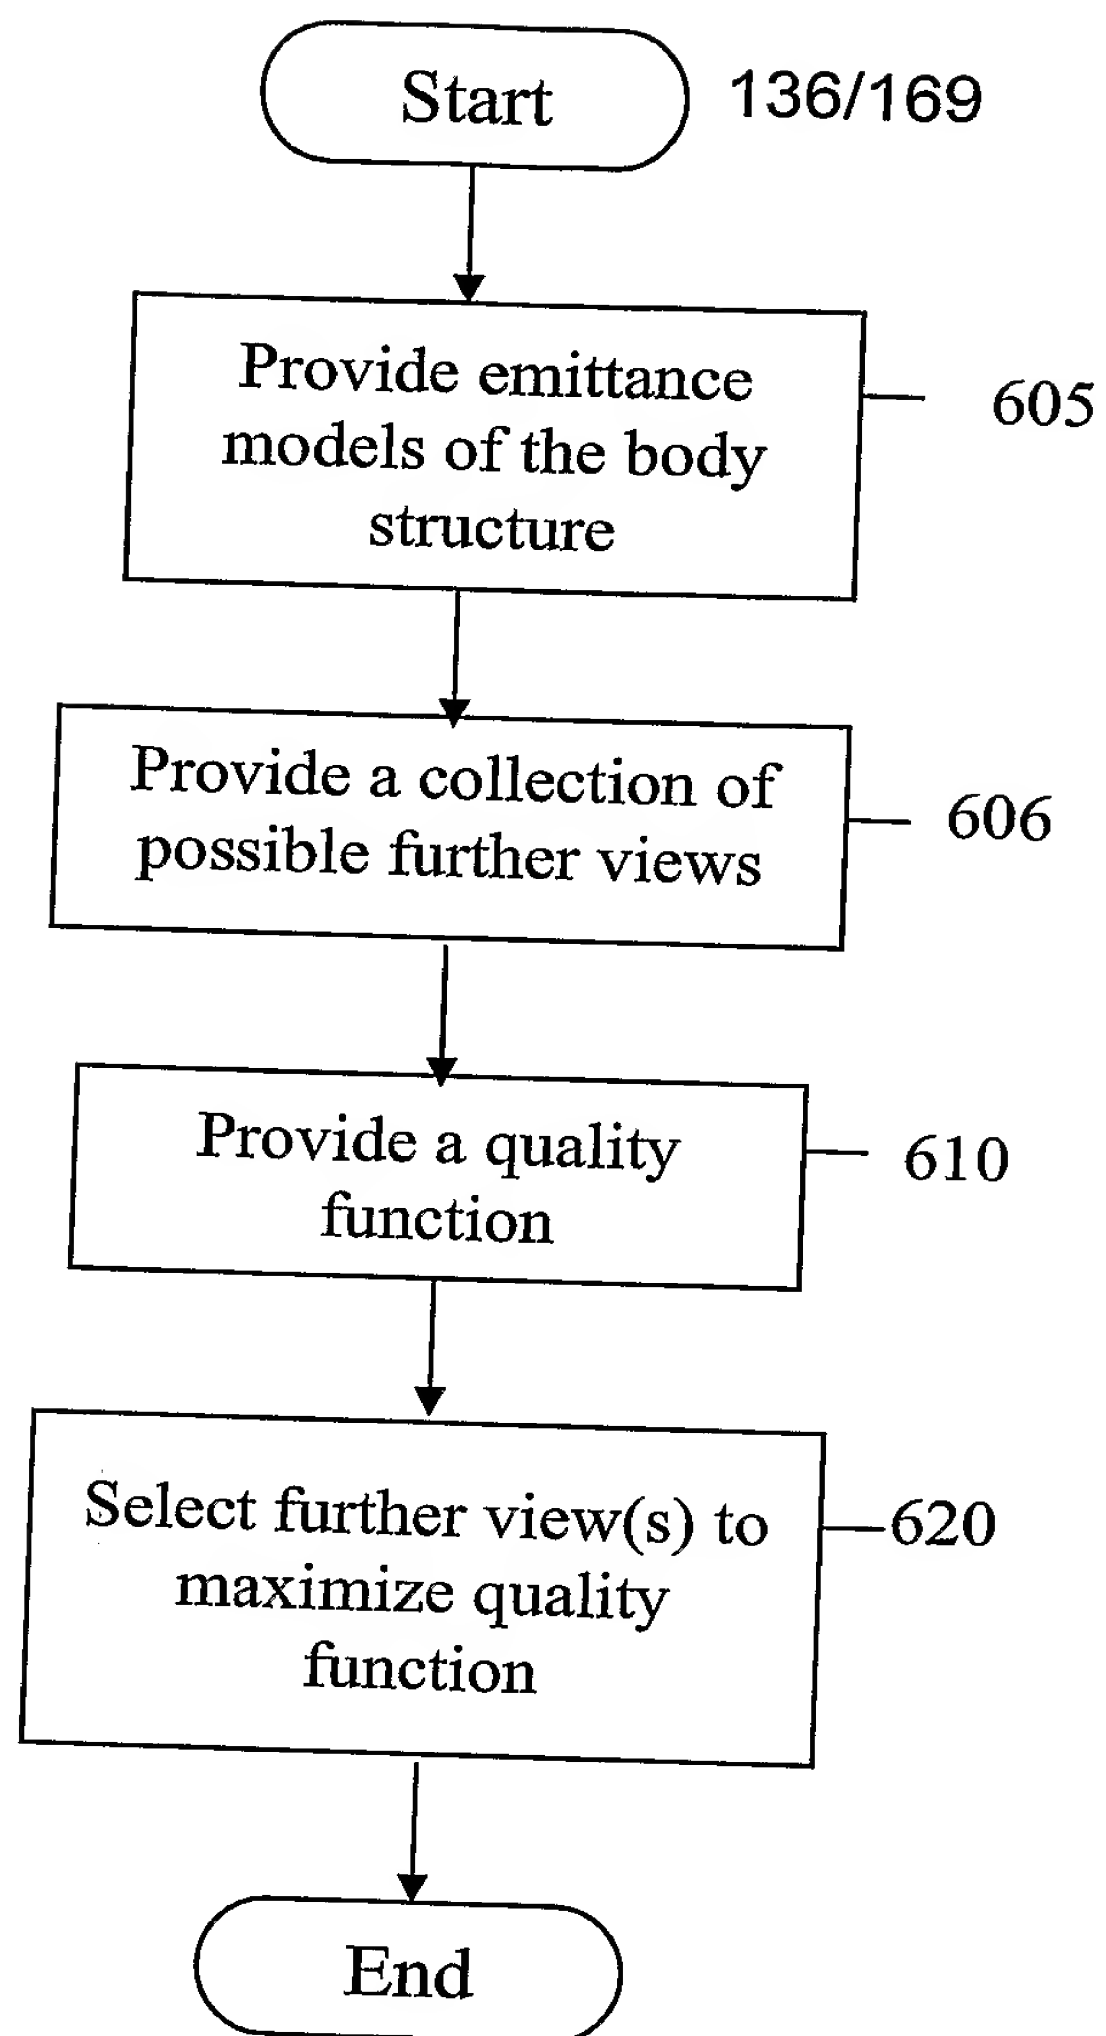 Start
136/169
Provide emittance
models of the body
structure
605
Provide a collection of
possible further views
606
Provide a quality
function
610
Select further view(s) to
maximize quality
function
620
End